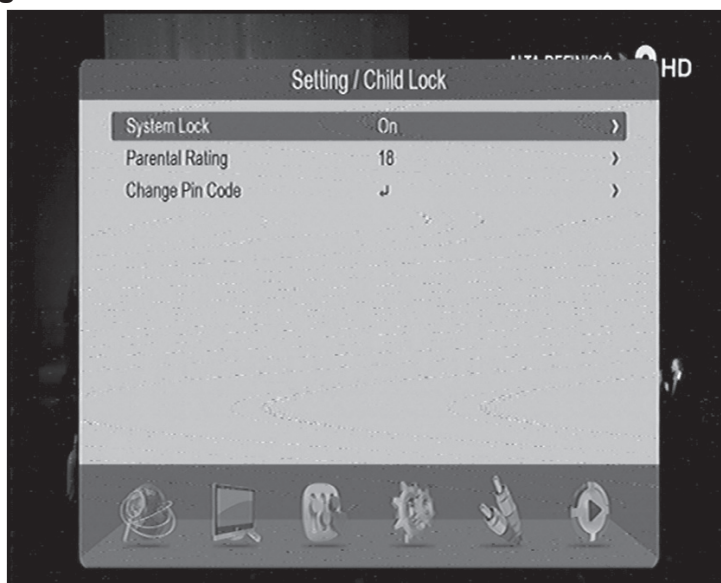 HD
Setting / Child Lock
System Lock On
Parental Rating 18
Change Pin Code